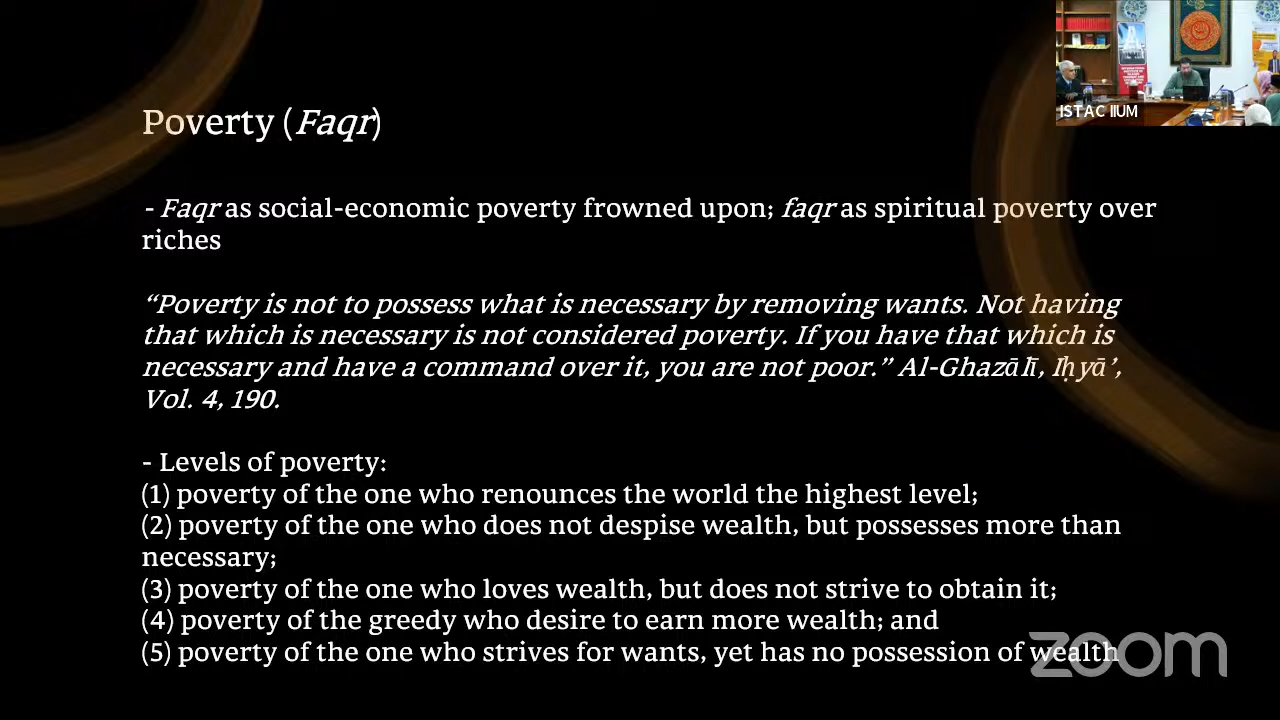 Poverty (Faqr)
- Faqr as social-economic poverty frowned upon; faqr as spiritual poverty over
riches
“Poverty is not to possess what is necessary by removing wants. Not having
that which is necessary is not considered poverty. If you have that which is
necessary and have a command over it, you are not poor.” Al-Ghazālī, Iḥyā’,
Vol. 4, 190.
- Levels of poverty:
(1) poverty of the one who renounces the world the highest level;
(2) poverty of the one who does not despise wealth, but possesses more than
necessary;
(3) poverty of the one who loves wealth, but does not strive to obtain it;
(4) poverty of the greedy who desire to earn more wealth; and
(5) poverty of the one who strives for wants, yet has no possession of wealth
ISTAC IIUM
zoom